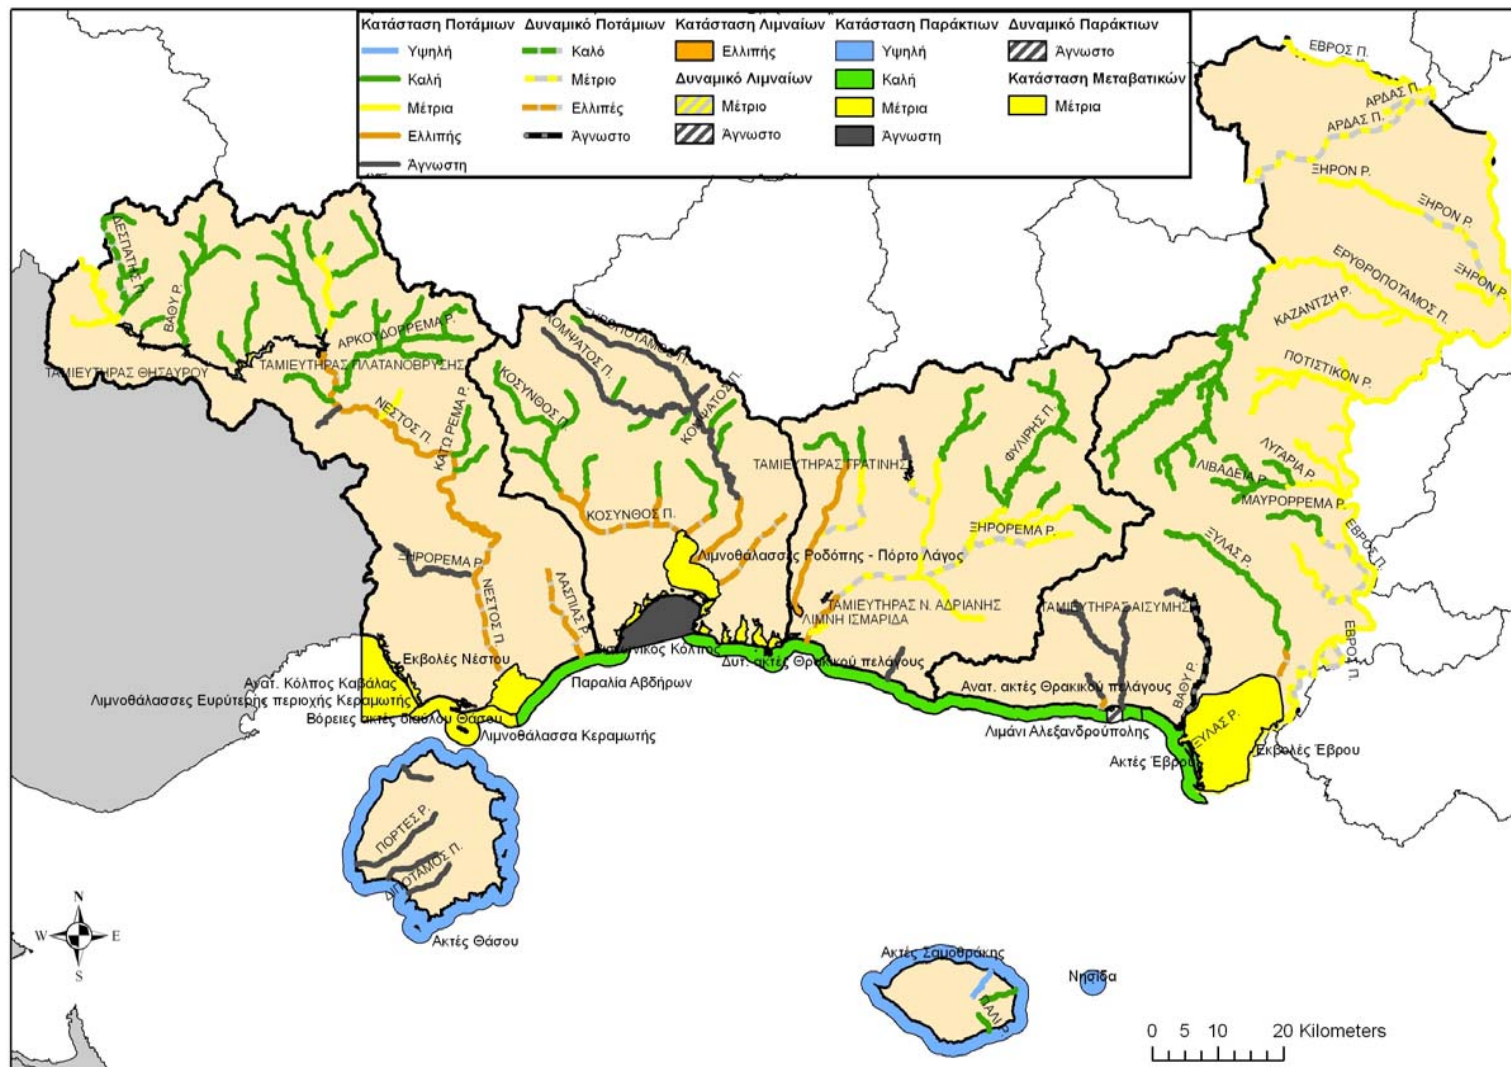 Κατάσταση Ποτάμιων
Υψηλή
Καλή
Μέτρια
Ελλιπής
Άγνωστη
Δυναμικό Ποτάμιων
Καλό
Μέτριο
Ελλιπές
Άγνωστο
Κατάσταση Λιμναίων
Ελλιπής
Δυναμικό Λιμναίων
Μέτριο
Άγνωστο
Κατάσταση Παράκτιων
Υψηλή
Καλή
Μέτρια
Άγνωστη
Δυναμικό Παράκτιων
Άγνωστο
Κατάσταση Μεταβατικών
Μέτρια
ΕΒΡΟΣ Π.
ΑΡΔΑΣ Π.
ΑΡΔΑΣ Π.
ΞΗΡΟΝ Ρ.
ΞΗΡΟΝ Ρ.
ΞΗΡΟΝ Ρ.
ΕΡΥΘΡΟΠΟΤΑΜΟΣ Π.
ΚΑΖΑΝΤΖΗ Ρ.
ΠΟΤΙΣΤΙΚΟΝ Ρ.
ΔΕΣΠΑΤΗΣ Π.
ΒΑΘΥ Ρ.
ΑΡΚΟΥΔΟΡΡΕΜΑ Ρ.
ΤΑΜΙΕΥΤΗΡΑΣ ΘΗΣΑΥΡΟΥ
ΤΑΜΙΕΥΤΗΡΑΣ ΠΛΑΤΑΝΟΒΡΥΣΗΣ
ΞΗΡΟΠΟΤΑΜΟΣ Π.
ΚΟΜΨΑΤΟΣ Π.
ΚΟΜΨΑΤΟΣ Π.
ΚΟΣΥΝΘΟΣ Π.
ΝΕΣΤΟΣ Π.
ΚΑΤΩ ΡΕΜΑ Ρ.
ΦΥΛΙΡΗΣ Π.
ΤΑΜΙΕΥΤΗΡΑΣ ΓΡΑΤΙΝΗΣ
ΛΥΓΑΡΙΑ Ρ.
ΛΙΒΑΔΕΙΑ Ρ.
ΜΑΥΡΟΡΡΕΜΑ Ρ.
ΚΟΣΥΝΘΟΣ Π.
ΞΗΡΟΡΕΜΑ Ρ.
ΞΥΛΑΣ Ρ.
ΕΒΡΟΣ Π.
Λιμνοθάλασσες Ροδόπης - Πόρτο Λάγος
ΞΗΡΟΡΕΜΑ Ρ.
ΝΕΣΤΟΣ Π.
ΛΑΣΠΙΑΣ Ρ.
ΤΑΜΙΕΥΤΗΡΑΣ Ν. ΑΔΡΙΑΝΗΣ
ΛΙΜΝΗ ΙΣΜΑΡΙΔΑ
ΤΑΜΙΕΥΤΗΡΑΣ ΑΙΣΥΜΗΣ
ΕΒΡΟΣ Π.
Κόλπος
Εκβολές Νέστου
Δυτ. ακτές Θρακικού πελάγους
Ανατ. ακτές Θρακικού πελάγους
ΒΑΘΥ Ρ.
Ανατ. Κόλπος Καβάλας
Παραλία Αβδήρων
Λιμνοθάλασσες Ευρύτερης περιοχής Κεραμωτής
Βόρειες ακτές διαύλου Θάσου
Λιμνοθάλασσα Κεραμωτής
Λιμάνι Αλεξανδρούπολης
ΞΥΛΑΣ Ρ.
Εκβολές Έβρου
Ακτές Έβρου
ΠΟΡΤΕΣ Ρ.
ΔΙΠΟΤΑΜΟΣ Π.
Ακτές Θάσου
Ακτές Σαμοθράκης
Νησίδα
N
W E
S
0 5 10 20 Kilometers